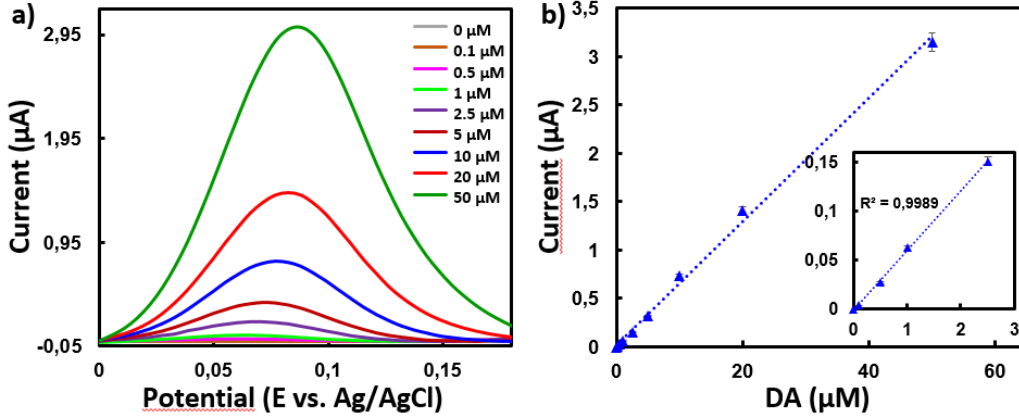 a)
Current (µA)
2,95
1,95
0,95
-0,05
0 µM
0.1 µM
0.5 µM
1 µM
2.5 µM
5 µM
10 µM
20 µM
50 µM
0
0,05
0,1
0,15
Potential (E vs. Ag/AgCl)
b)
Current (µA)
3,5
3
2,5
2
1,5
1
0,5
0
0
20
40
60
DA (µM)
0,15
0,1
0,05
0
R² = 0,9989
0
1
2
3